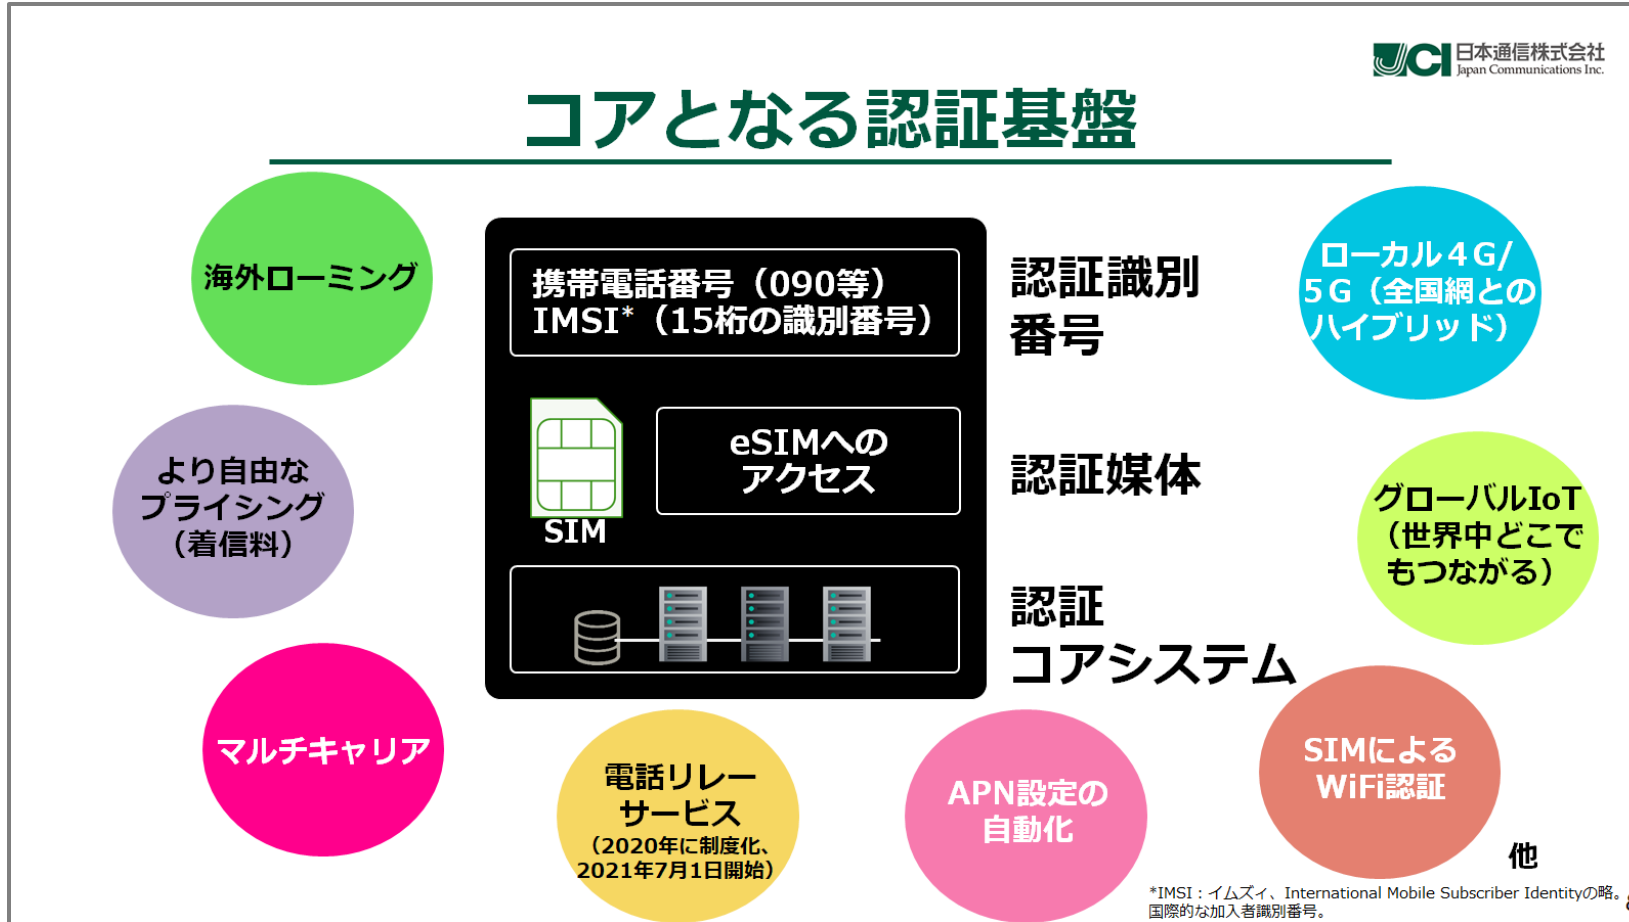 JCI 日本通信株式会社
Japan Communications Inc.
コアとなる認証基盤
海外ローミング
より自由な
プライシング
（着信料）
マルチキャリア
携帯電話番号（090等）
IMSI*（15桁の識別番号）
認証識別
番号
SIM
eSIMへの
アクセス
認証媒体
認証
コアシステム
ローカル４G/
５G（全国網との
ハイブリッド）
グローバルIoT
（世界中どこで
もつながる）
電話リレー
サービス
（2020年に制度化、
2021年7月1日開始）
APN設定の
自動化
SIMによる
WiFi認証
他
*IMSI：イムズィ、International Mobile Subscriber Identityの略。
国際的な加入者識別番号。